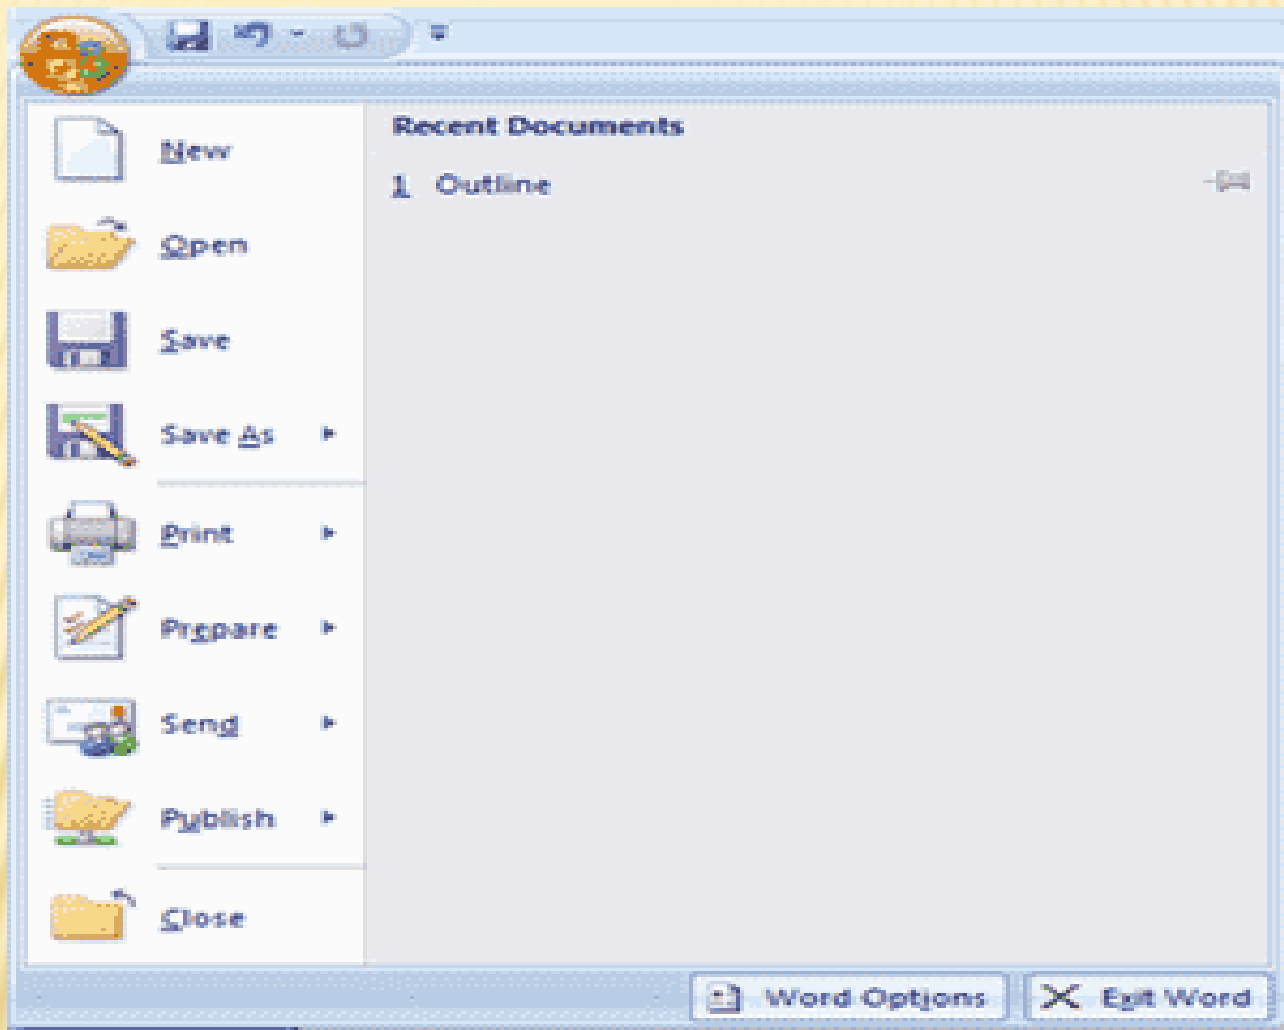 New
Open
Save
Save As
Print
Prepare
Send
Publish
Close
Recent Documents
1 Outline
Word Options
Exit Word